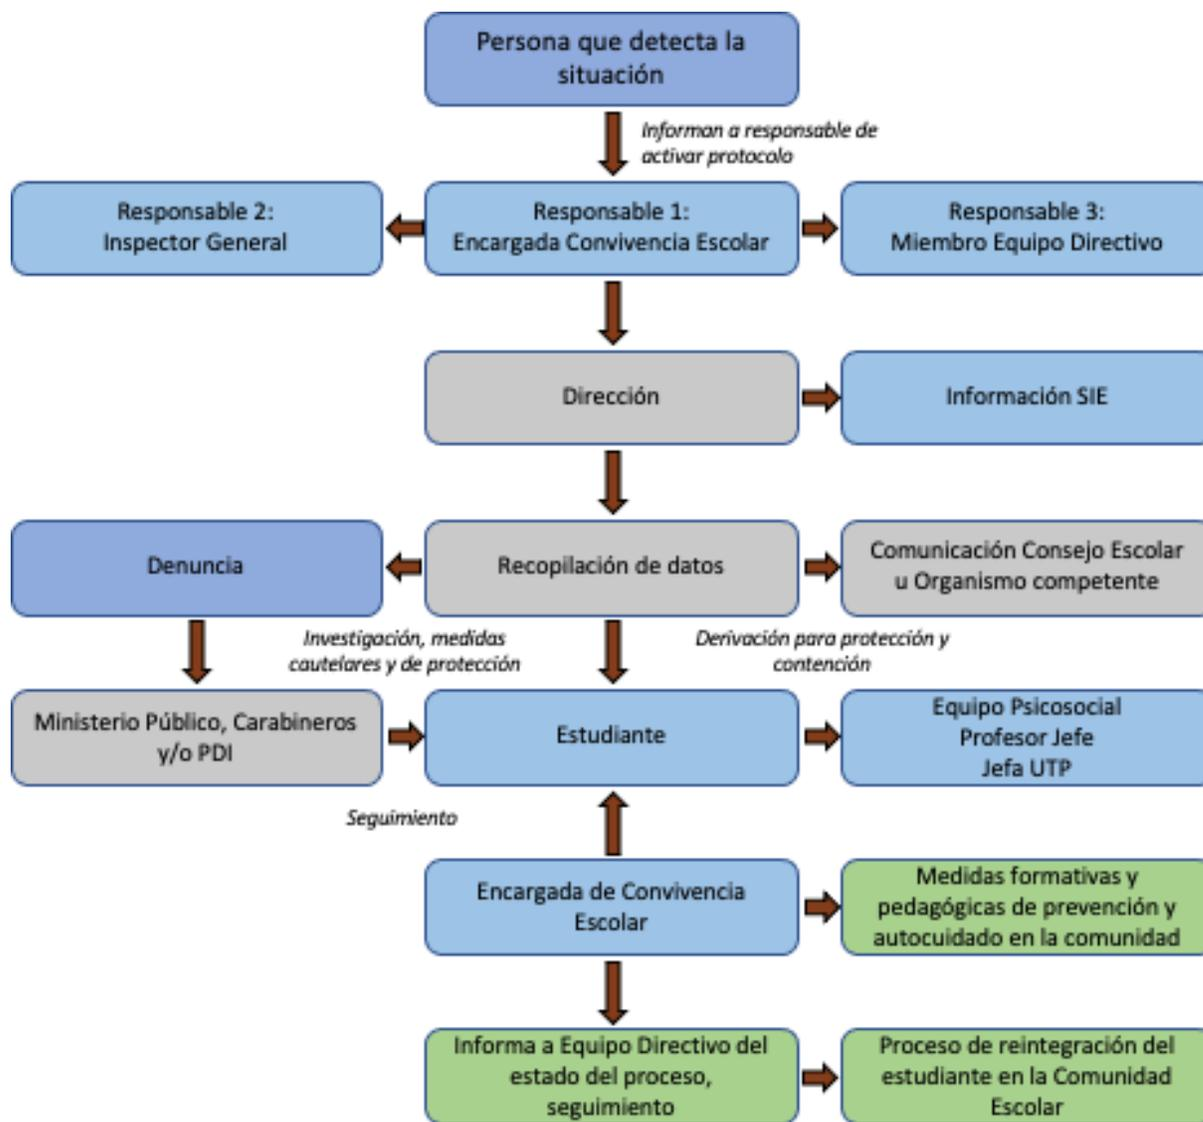 Persona que detecta la
situación
Informan a responsable de
activar protocolo
Responsable 2:
Inspector General
Responsable 1:
Encargada Convivencia Escolar
Responsable 3:
Miembro Equipo Directivo
Dirección
Información SIE
Denuncia
Recopilación de datos
Comunicación Consejo Escolar
u Organismo competente
Investigación, medidas
cautelares y de protección
Derivación para protección y
contención
Ministerio Público, Carabineros
y/o PDI
Estudiante
Equipo Psicosocial
Profesor Jefe
Jefa UTP
Seguimiento
Encargada de Convivencia
Escolar
Medidas formativas y
pedagógicas de prevención y
autocuidado en la comunidad
Informa a Equipo Directivo del
estado del proceso,
seguimiento
Proceso de reintegración del
estudiante en la Comunidad
Escolar